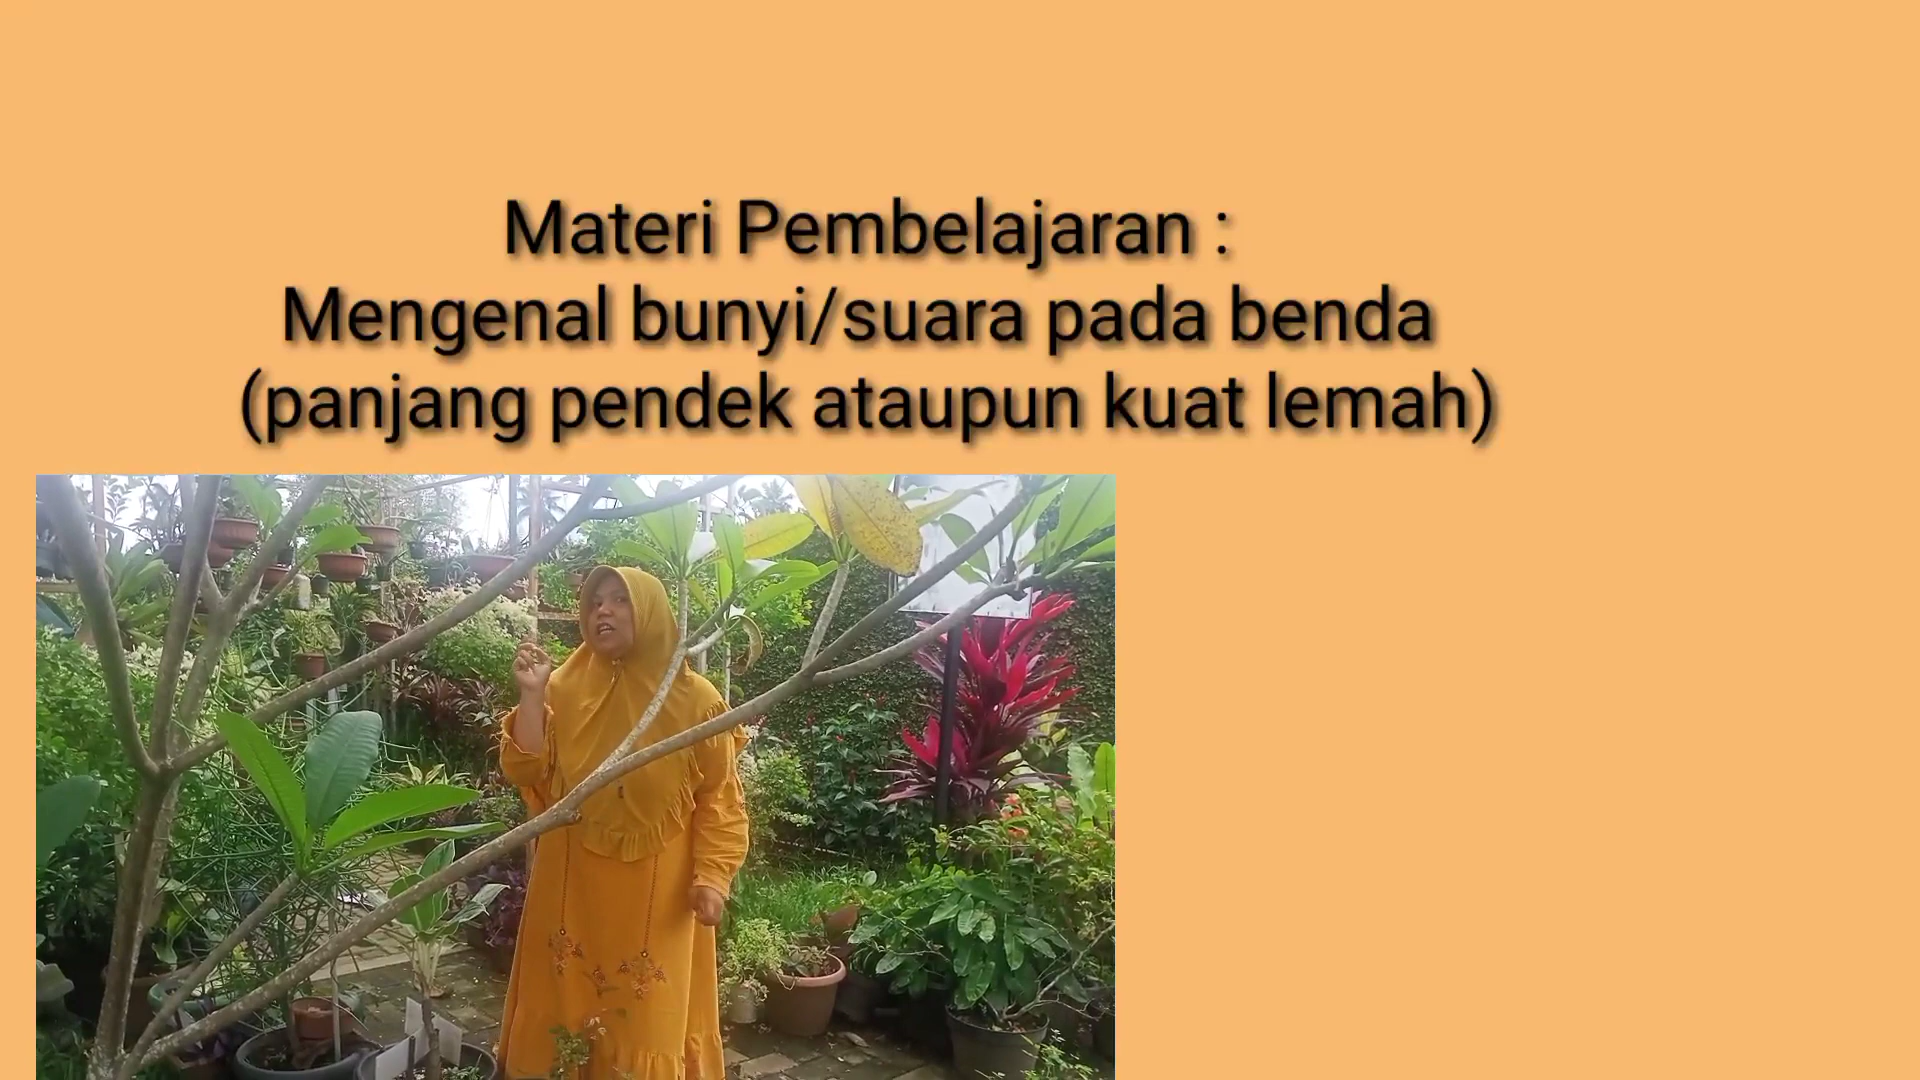 Materi Pembelajaran :
Mengenal bunyi/suara pada benda
(panjang pendek ataupun kuat lemah)